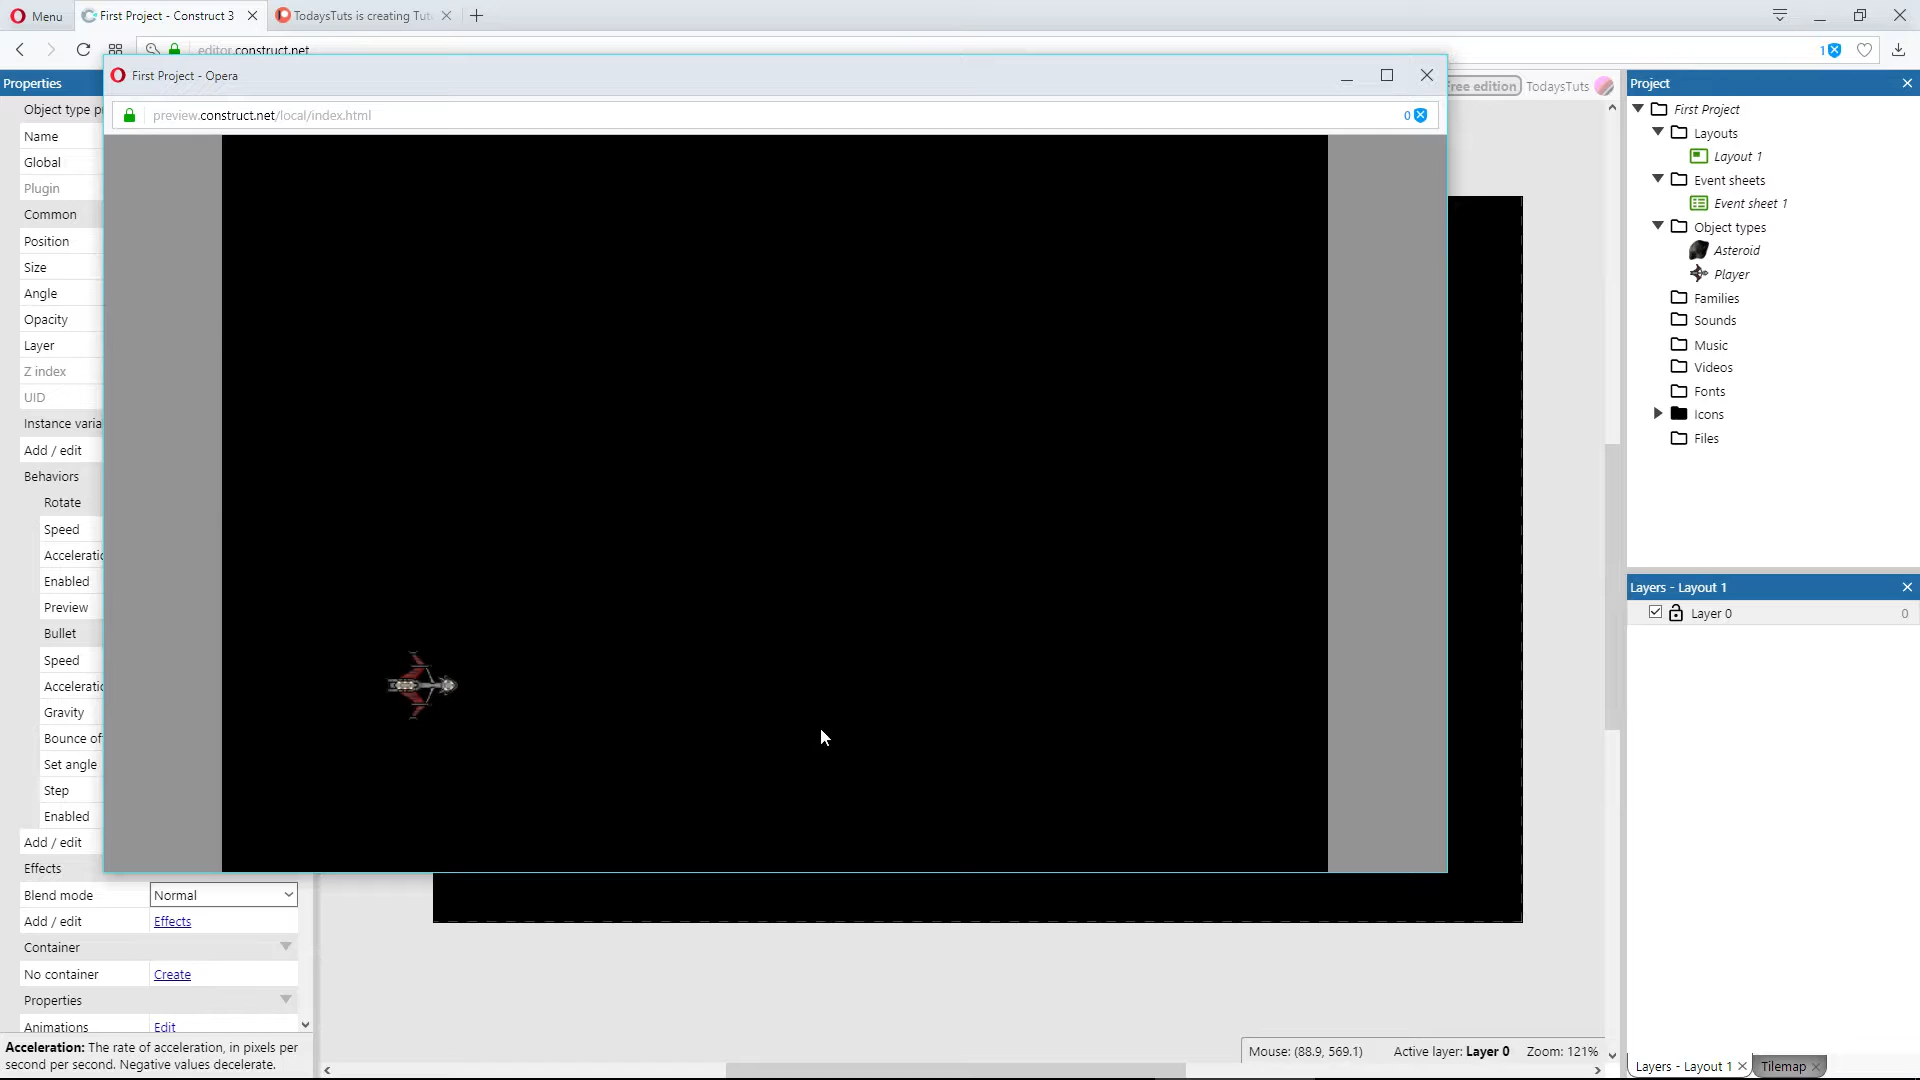 Menu
First Project - Construct 3
TodaysTuts is creating Tut
editor.construct.net
1
Properties
First Project - Opera
preview.construct.net/local/index.html
0
Free edition
TodaysTuts
Object type p
Name
Global
Plugin
Common
Position
Size
Angle
Opacity
Layer
Z index
UID
Instance varia
Add / edit
Behaviors
Rotate
Speed
Acceleratio
Enabled
Preview
Bullet
Speed
Acceleratio
Gravity
Bounce of
Set angle
Step
Enabled
Add / edit
Effects
Blend mode Normal
Add / edit Effects
Container
No container Create
Properties
Animations Edit
Acceleration: The rate of acceleration, in pixels per
second per second. Negative values decelerate.
Mouse: (88.9, 569.1) Active layer: Layer 0 Zoom: 121%
Project
First Project
Layouts
Layout 1
Event sheets
Event sheet 1
Object types
Asteroid
Player
Families
Sounds
Music
Videos
Fonts
Icons
Files
Layers - Layout 1
Layer 0 0
Layers - Layout 1
Tilemap